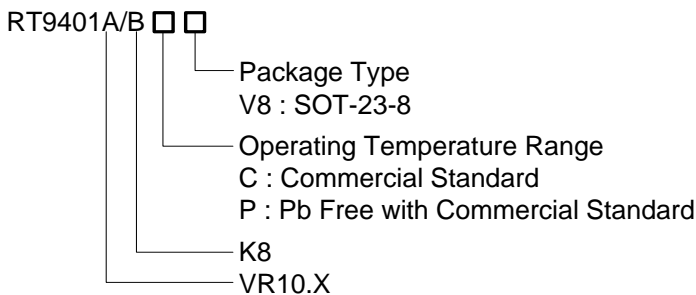 RT9401A/B
Package Type
V8 : SOT-23-8
Operating Temperature Range
C : Commercial Standard
P : Pb Free with Commercial Standard
K8
VR10.X